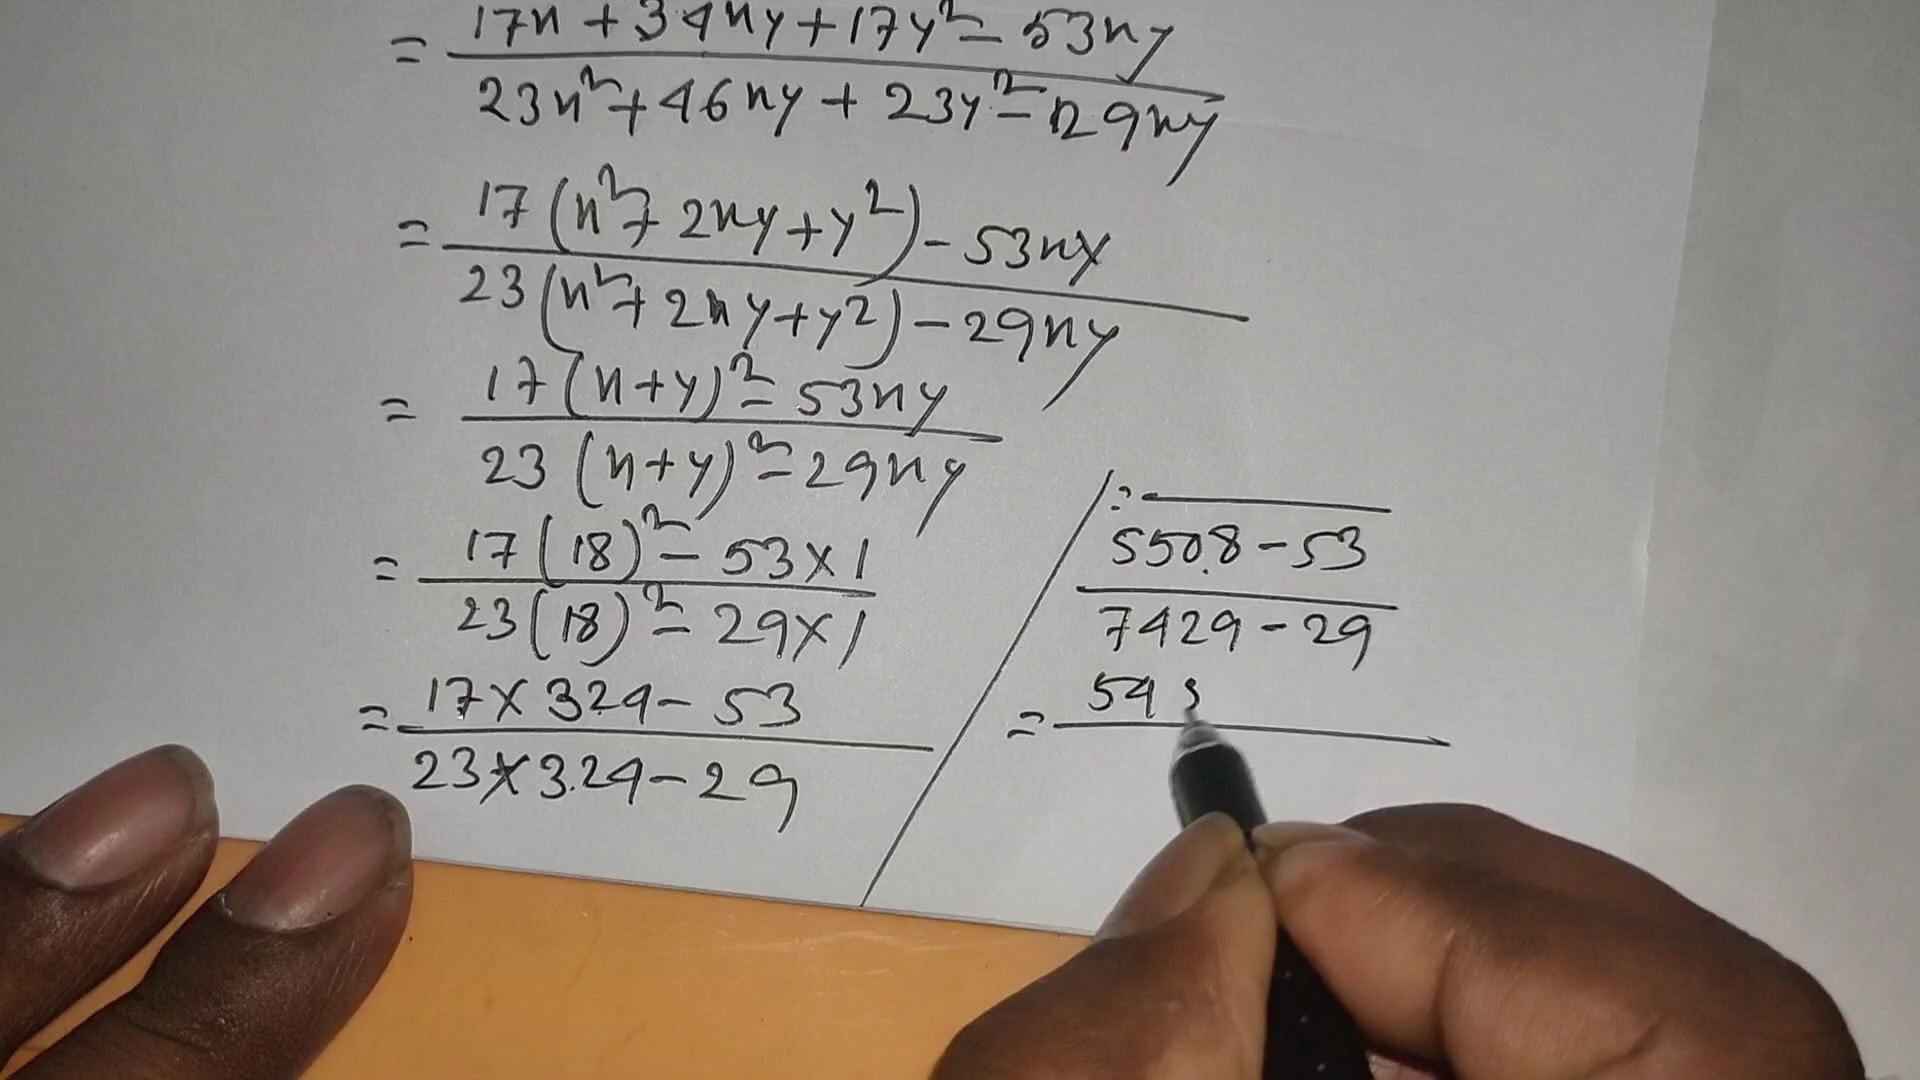 = 17x + 34xy + 17y² - 53xy
23x² + 46xy + 23y² - 129xy
= 17(x² + 2xy + y²) - 53xy
23(x² + 2xy + y²) - 29xy
= 17(x+y)² - 53xy
23(x+y)² - 29xy
= 17(18)² - 53×1
23(18)² - 29×1
= 17×324 - 53
23×324 - 29
=
5508 - 53
7429 - 29
= 54